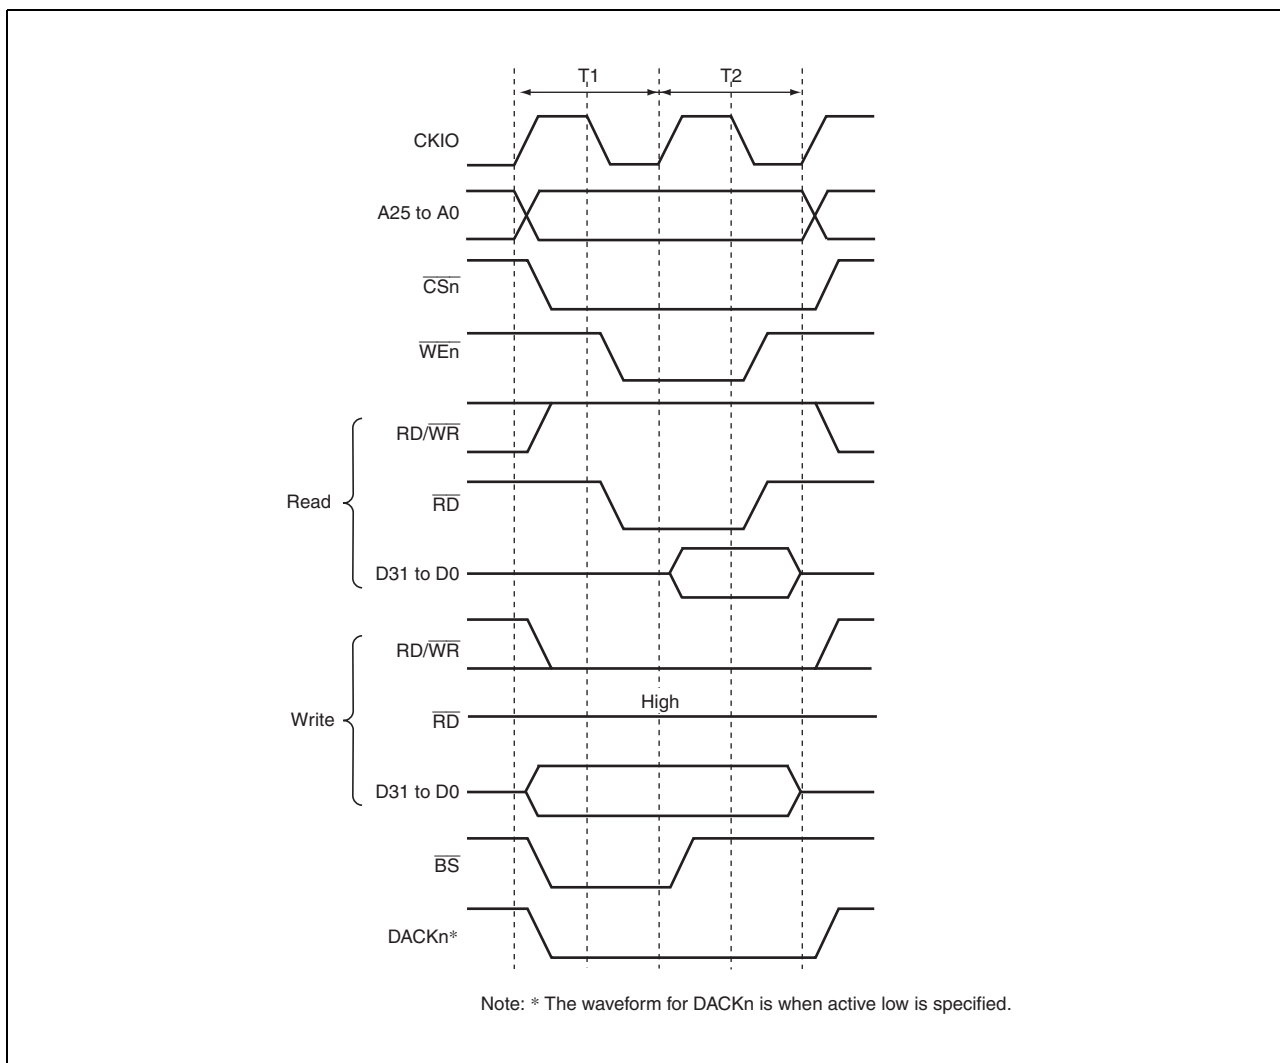 T1 T2
CKIO
A25 to A0
CSn
WEn
RD/WR
Read
RD
D31 to D0
RD/WR
High
Write
RD
D31 to D0
BS
DACKn*
Note: * The waveform for DACKn is when active low is specified.